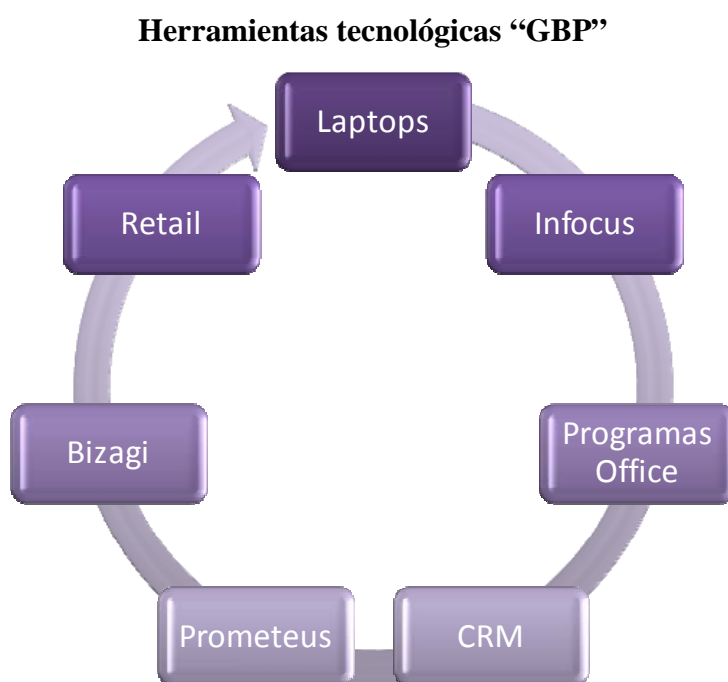 Herramientas tecnológicas “GBP”
Laptops
Infocus
Programas
Office
CRM
Prometeus
Bizagi
Retail